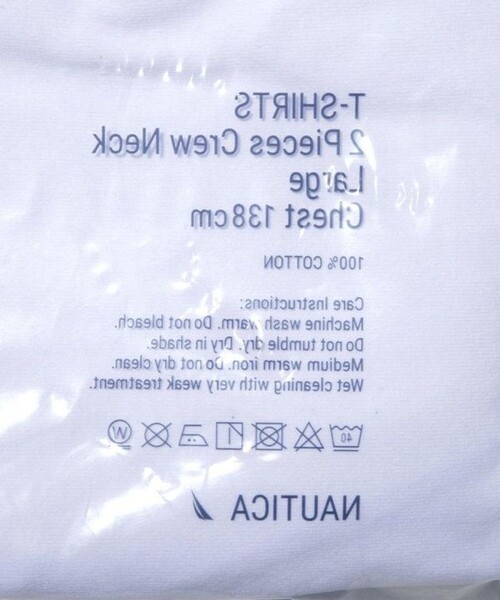 T-SHIRTS
2 Pieces Crew Neck
Large
Chest 138cm
100% COTTON
Care Instructions:
Machine wash warm. Do not bleach.
Do not tumble dry. Dry in shade.
Medium warm iron. Do not dry clean.
Wet cleaning with very weak treatment.
40 W
NAUTICA